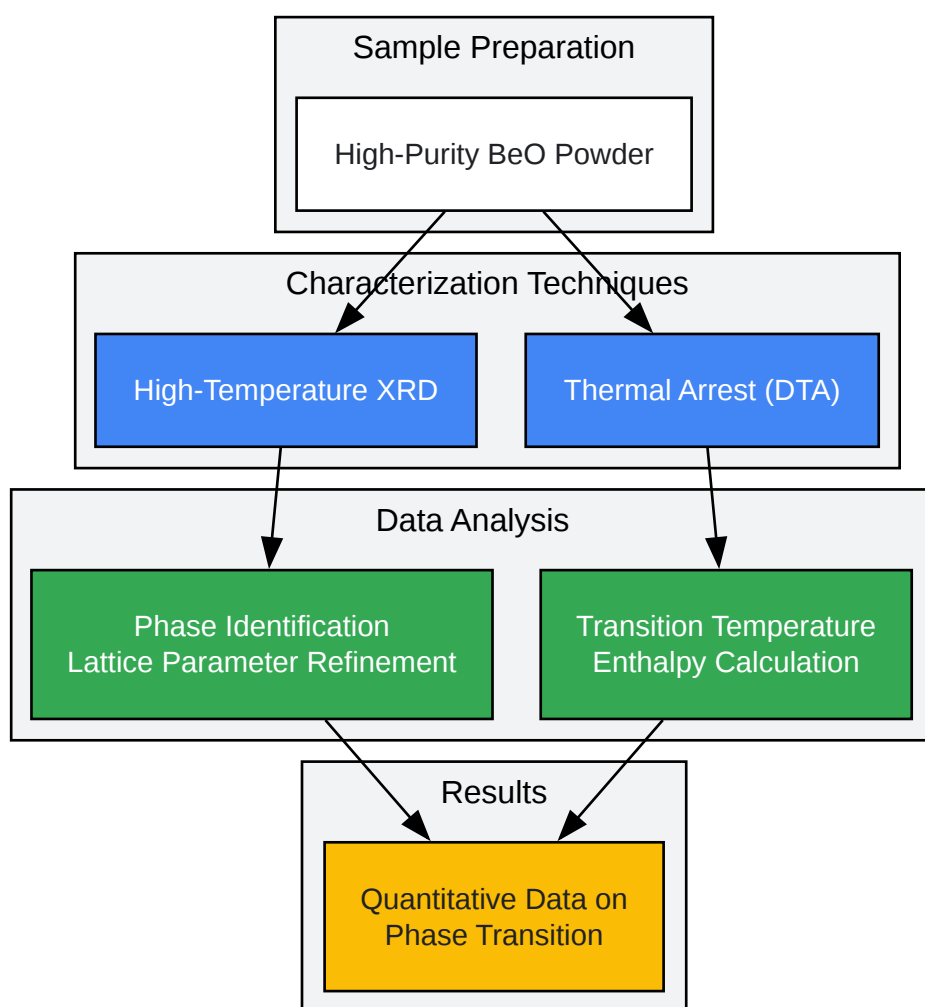 Sample Preparation
High-Purity BeO Powder
Characterization Techniques
High-Temperature XRD
Thermal Arrest (DTA)
Data Analysis
Phase Identification
Lattice Parameter Refinement
Transition Temperature
Enthalpy Calculation
Results
Quantitative Data on
Phase Transition